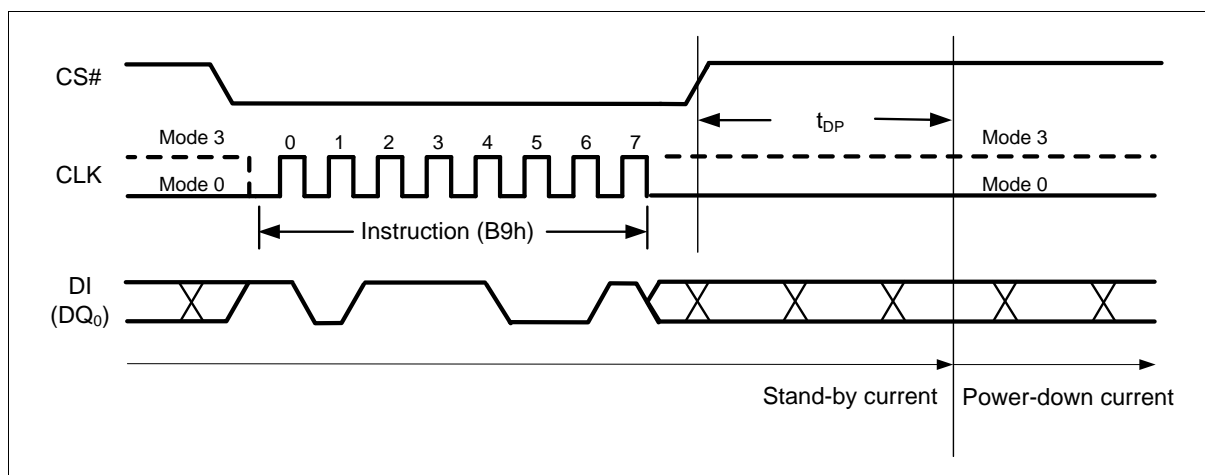 CS#
tDP
Mode 3 0 1 2 3 4 5 6 7 Mode 3
CLK
Mode 0 Mode 0
Instruction (B9h)
DI
(DQ0)
Stand-by current Power-down current